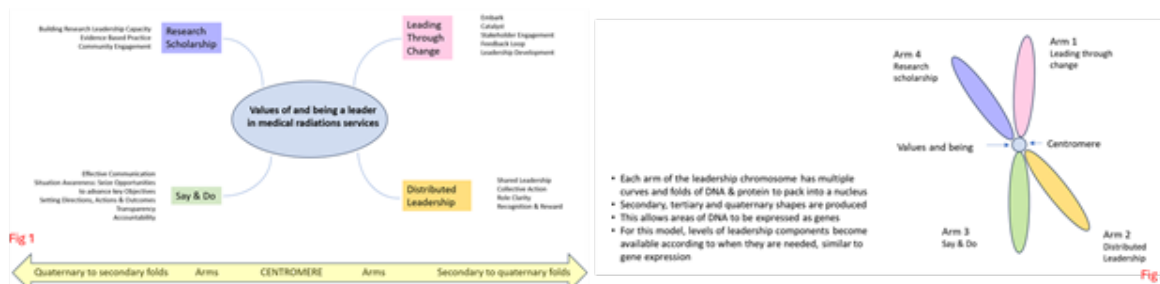 Building Research Leadership Capacity
Evidence Based Practice
Community Engagement
Research
Scholarship
Leading
Through
Change
Embark
Catalyst
Stakeholder Engagement
Feedback Loop
Leadership Development
Values of and being a leader
in medical radiations services
Effective Communication
Situation Awareness: Seize Opportunities
to advance key Objectives
Setting Directions, Actions & Outcomes
Transparency
Accountability
Say & Do
Distributed
Leadership
Shared Leadership
Collective Action
Role Clarity
Recognition & Reward
Fig 1
Quaternary to secondary folds
Arms
CENTROMERE
Arms
Secondary to quaternary folds
Arm 1
Leading through
change
Arm 4
Research
scholarship
Values and being
Centromere
• Each arm of the leadership chromosome has multiple
curves and folds of DNA & protein to pack into a nucleus
• Secondary, tertiary and quaternary shapes are produced
• This allows areas of DNA to be expressed as genes
• For this model, levels of leadership components become
available according to when they are needed, similar to
gene expression
Arm 3
Say & Do
Arm 2
Distributed
Leadership
Fig